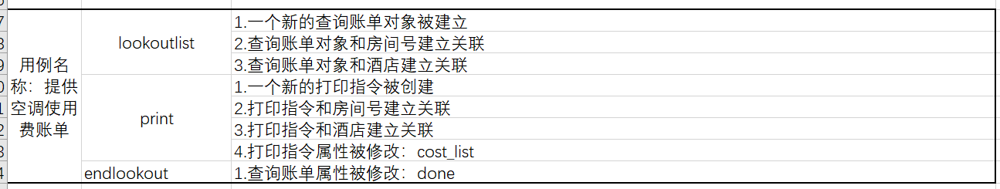 用例名
称：提供
空调使用
费账单
lookoutlist
1.一个新的查询账单对象被建立
2.查询账单对象和房间号建立关联
3.查询账单对象和酒店建立关联
print
1.一个新的打印指令被创建
2.打印指令和房间号建立关联
3.打印指令和酒店建立关联
4.打印指令属性被修改：cost_list
endlookout
1.查询账单属性被修改：done